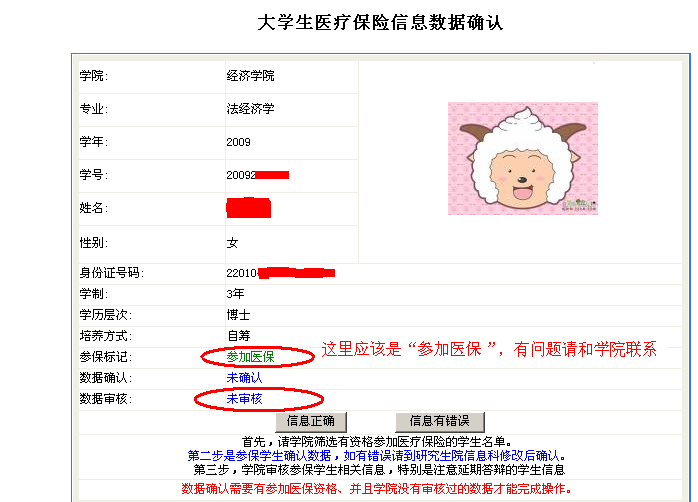 大学生医疗保险信息数据确认
学院: 经济学院
专业: 法经济学
学年: 2009
学号: 20092
姓名:
性别: 女
身份证号码: 22010
学制: 3年
学历层次: 博士
培养方式: 自筹
参保标记: 参加医保 这里应该是“参加医保 ”，有问题请和学院联系
数据确认: 未确认
数据审核: 未审核
信息正确 信息有错误
首先，请学院筛选有资格参加医疗保险的学生名单。
第二步是参保学生确认数据，如有错误请到研究生院信息科修改后确认。
第三步，学院审核参保学生相关信息，特别是注意延期答辩的学生信息
数据确认需要有参加医保资格、并且学院没有审核过的数据才能完成操作。